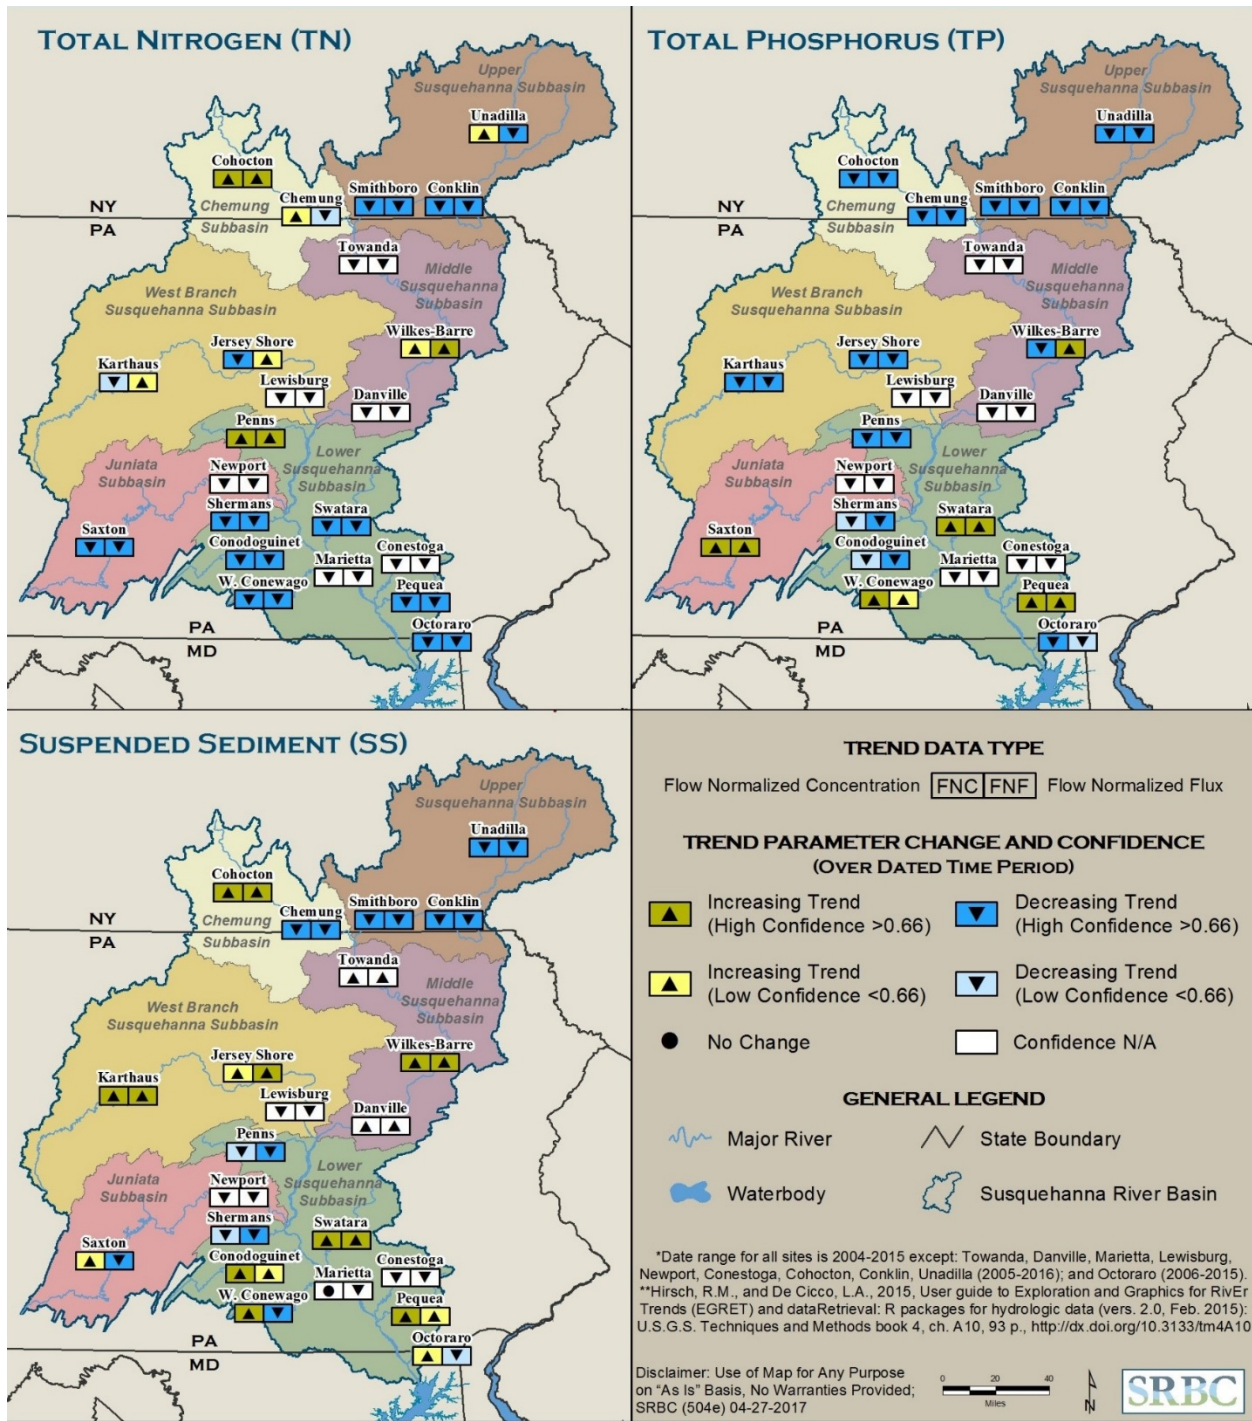 TOTAL NITROGEN (TN)
Upper
Susquehanna Subbasin
Unadilla
Cohocton
Chemung
Smithboro
Conklin
NY
PA
Chemung
Subbasin
Towanda
Middle
Susquehanna
Subbasin
West Branch
Susquehanna Subbasin
Wilkes-Barre
Jersey Shore
Karthaus
Lewisburg
Danville
Penns
Lower
Susquehanna
Subbasin
Juniata
Subbasin
Newport
Shermans
Swatara
Saxton
Conodoguinet
Conestoga
Marietta
W. Conewago
Pequea
Octoraro
PA
MD
TOTAL PHOSPHORUS (TP)
Upper
Susquehanna Subbasin
Unadilla
Cohocton
Chemung
Smithboro
Conklin
NY
PA
Chemung
Subbasin
Towanda
Middle
Susquehanna
Subbasin
West Branch
Susquehanna Subbasin
Wilkes-Barre
Jersey Shore
Karthaus
Lewisburg
Danville
Penns
Lower
Susquehanna
Subbasin
Juniata
Subbasin
Newport
Shermans
Swatara
Saxton
Conodoguinet
Conestoga
Marietta
W. Conewago
Pequea
Octoraro
PA
MD
SUSPENDED SEDIMENT (SS)
Upper
Susquehanna Subbasin
Unadilla
Cohocton
Chemung
Smithboro
Conklin
NY
PA
Chemung
Subbasin
Towanda
Middle
Susquehanna
Subbasin
West Branch
Susquehanna Subbasin
Wilkes-Barre
Jersey Shore
Karthaus
Lewisburg
Danville
Penns
Lower
Susquehanna
Subbasin
Juniata
Subbasin
Newport
Shermans
Swatara
Saxton
Conodoguinet
Conestoga
Marietta
W. Conewago
Pequea
Octoraro
PA
MD
TREND DATA TYPE
Flow Normalized Concentration FNC FNF Flow Normalized Flux
TREND PARAMETER CHANGE AND CONFIDENCE
(OVER DATED TIME PERIOD)
Increasing Trend
(High Confidence >0.66)
Decreasing Trend
(High Confidence >0.66)
Increasing Trend
(Low Confidence <0.66)
Decreasing Trend
(Low Confidence <0.66)
No Change
Confidence N/A
GENERAL LEGEND
Major River
State Boundary
Waterbody
Susquehanna River Basin
*Date range for all sites is 2004-2015 except: Towanda, Danville, Marietta, Lewisburg,
Newport, Conestoga, Cohocton, Conklin, Unadilla (2005-2016); and Octoraro (2006-2015).
**Hirsch, R.M., and De Cicco, L.A., 2015, User guide to Exploration and Graphics for RivEr
Trends (EGRET) and dataRetrieval: R packages for hydrologic data (vers. 2.0, Feb. 2015):
U.S.G.S. Techniques and Methods book 4, ch. A10, 93 p., http://dx.doi.org/10.3133/tm4A10
Disclaimer: Use of Map for Any Purpose
on "As Is" Basis, No Warranties Provided;
SRBC (504e) 04-27-2017
0 20 40
Miles
N
SRBC